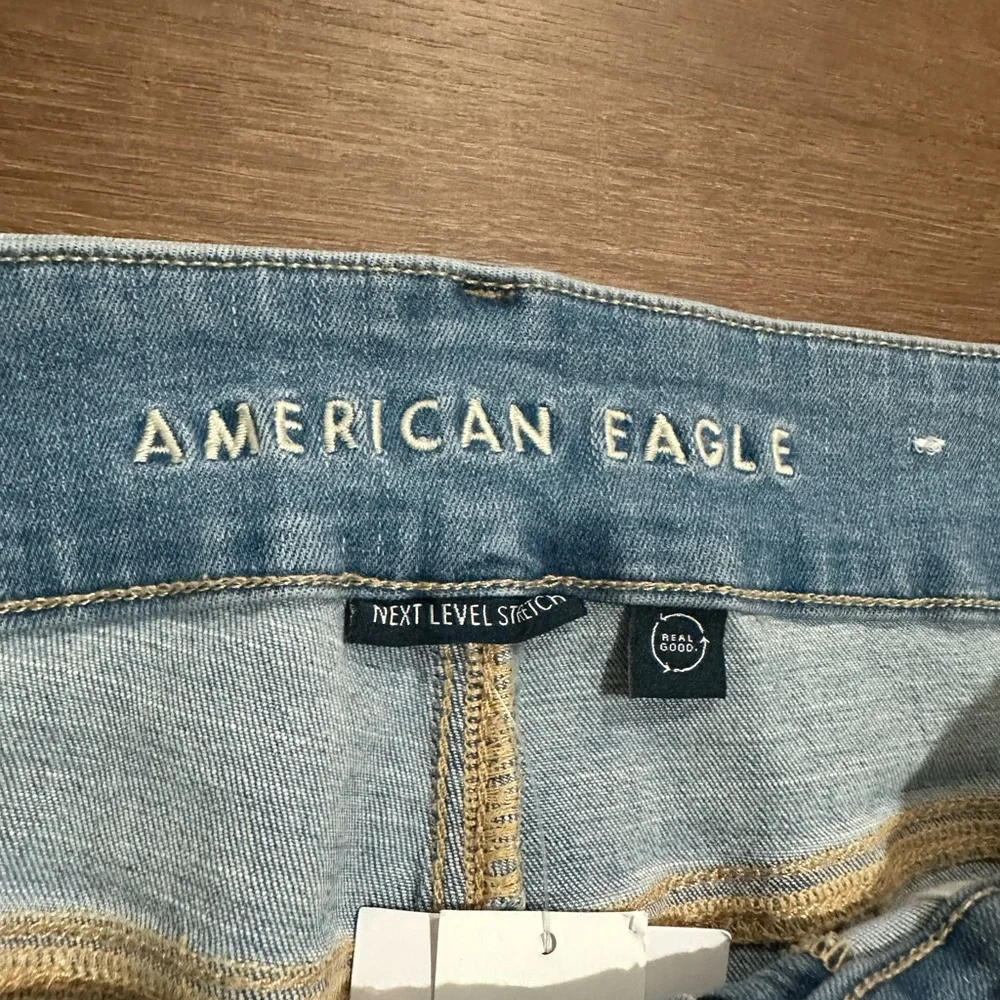 AMERICAN EAGLE
NEXT LEVEL STRETCH
REAL
GOOD.